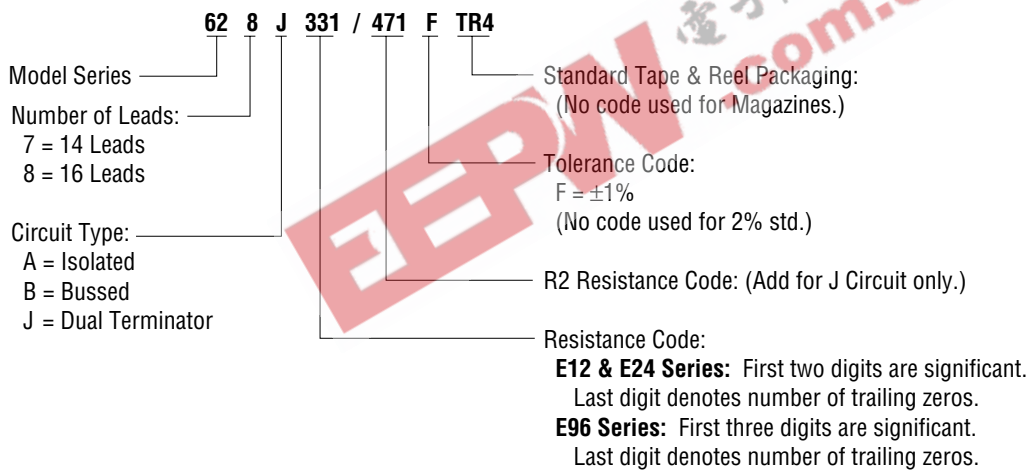 62 8 J 331 / 471 F TR4
Model Series
Number of Leads:
7 = 14 Leads
8 = 16 Leads
Circuit Type:
A = Isolated
B = Bussed
J = Dual Terminator
Standard Tape & Reel Packaging:
(No code used for Magazines.)
Tolerance Code:
F = ±1%
(No code used for 2% std.)
R2 Resistance Code: (Add for J Circuit only.)
Resistance Code:
E12 & E24 Series: First two digits are significant.
Last digit denotes number of trailing zeros.
E96 Series: First three digits are significant.
Last digit denotes number of trailing zeros.
EEPW
.com.